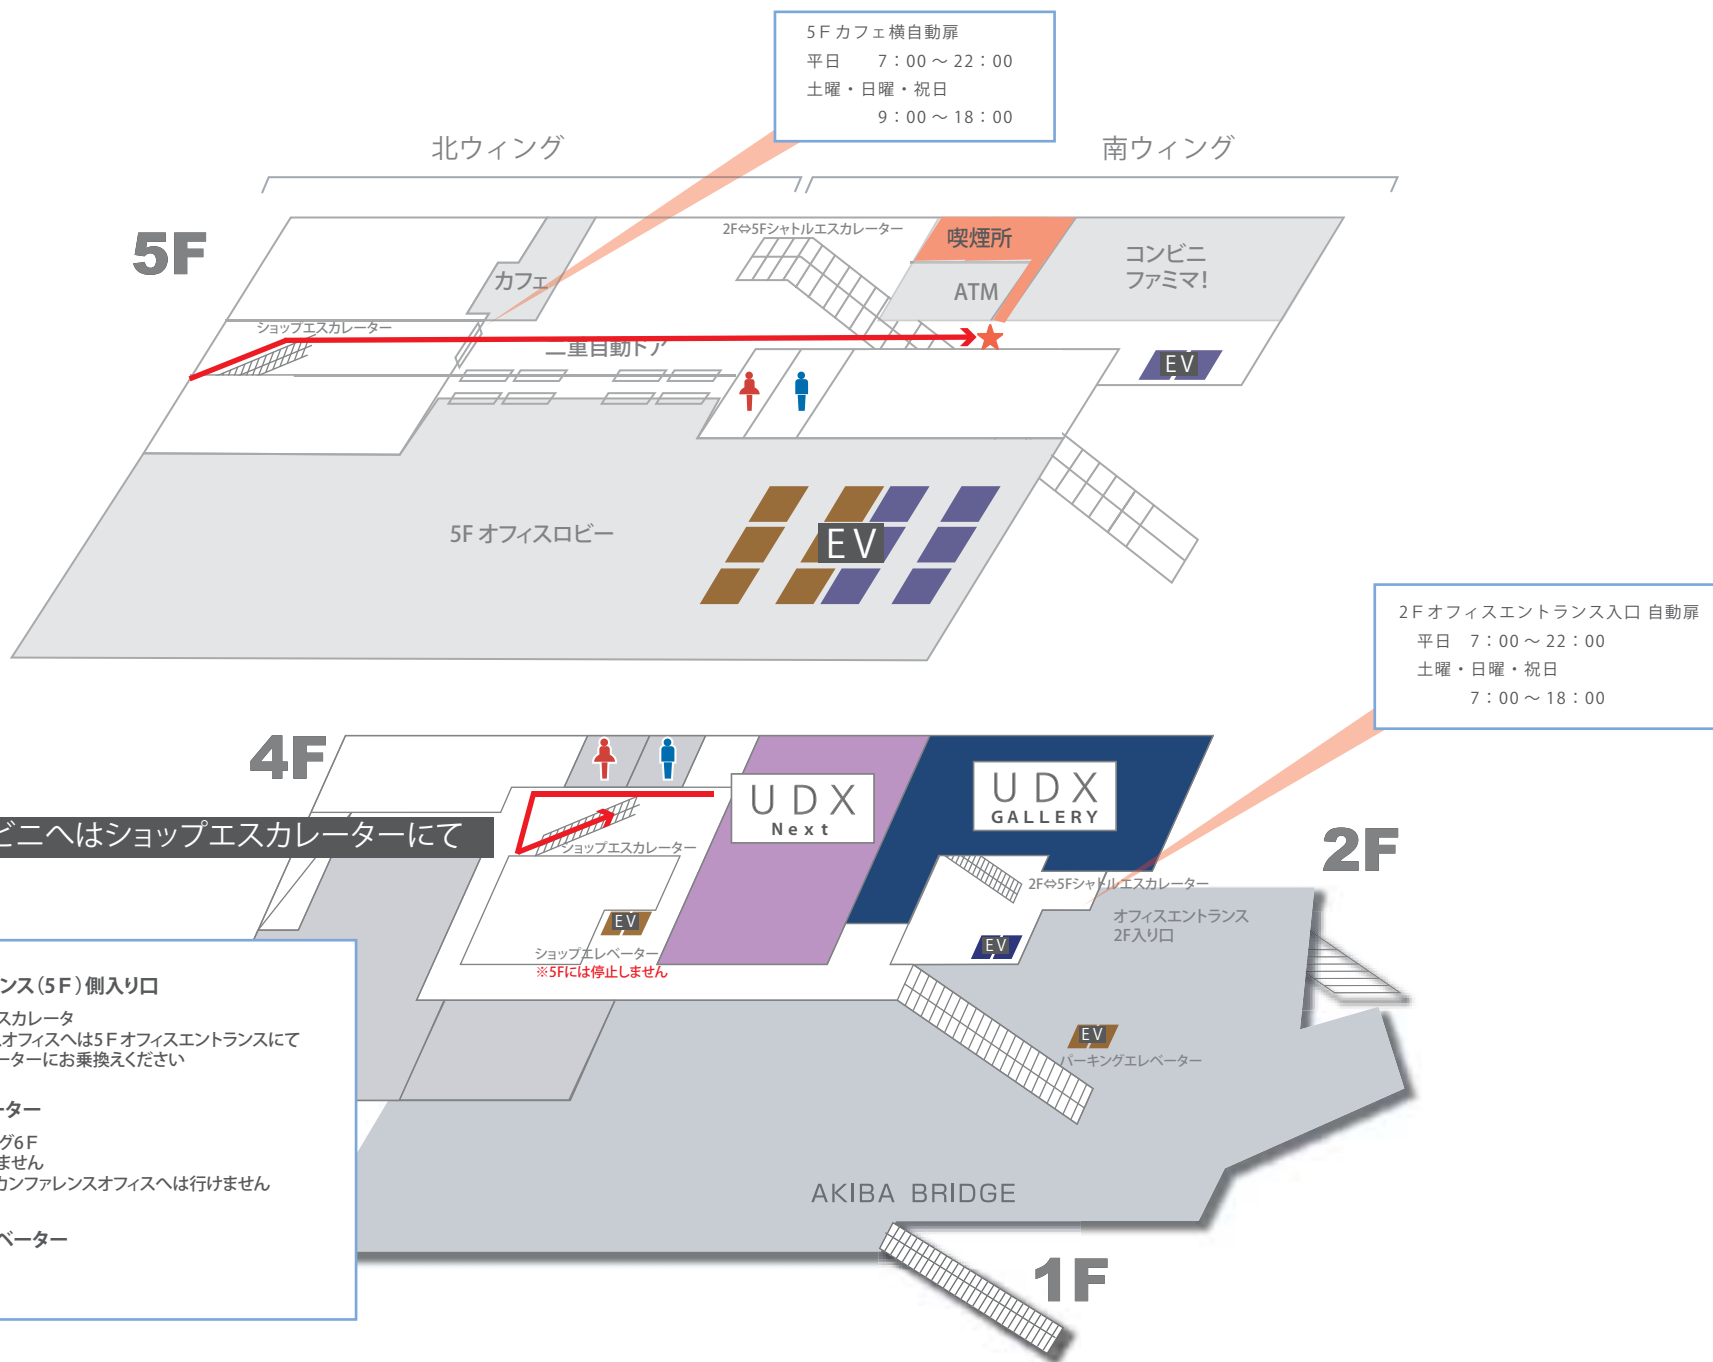 5Fカフェ横自動扉
平日 7：00～22：00
土曜・日曜・祝日
9：00～18：00
北ウィング
南ウィング
5F
2F⇔5Fシャトルエスカレーター
喫煙所
コンビニ
ファミマ!
カフェ
ATM
ショップエスカレーター
二重自動ドア
EV
5Fオフィスロビー
EV
2Fオフィスエントランス入口 自動扉
平日 7：00～22：00
土曜・日曜・祝日
7：00～18：00
4F
UDX
Next
UDX
GALLERY
2F
ビニへはショップエスカレーターにて
ショップエスカレーター
2F⇔5Fシャトルエスカレーター
オフィスエントランス
2F入り口
EV
ショップエレベーター
※5Fには停止しません
EV
EV
パーキングエレベーター
ンス（5F）側入り口
スカレータ
オフィスへは5Fオフィスエントランスにて
ーターにお乗換えください
ーター
グ6F
ません
カンファレンスオフィスへは行けません
ベーター
AKIBA BRIDGE
1F